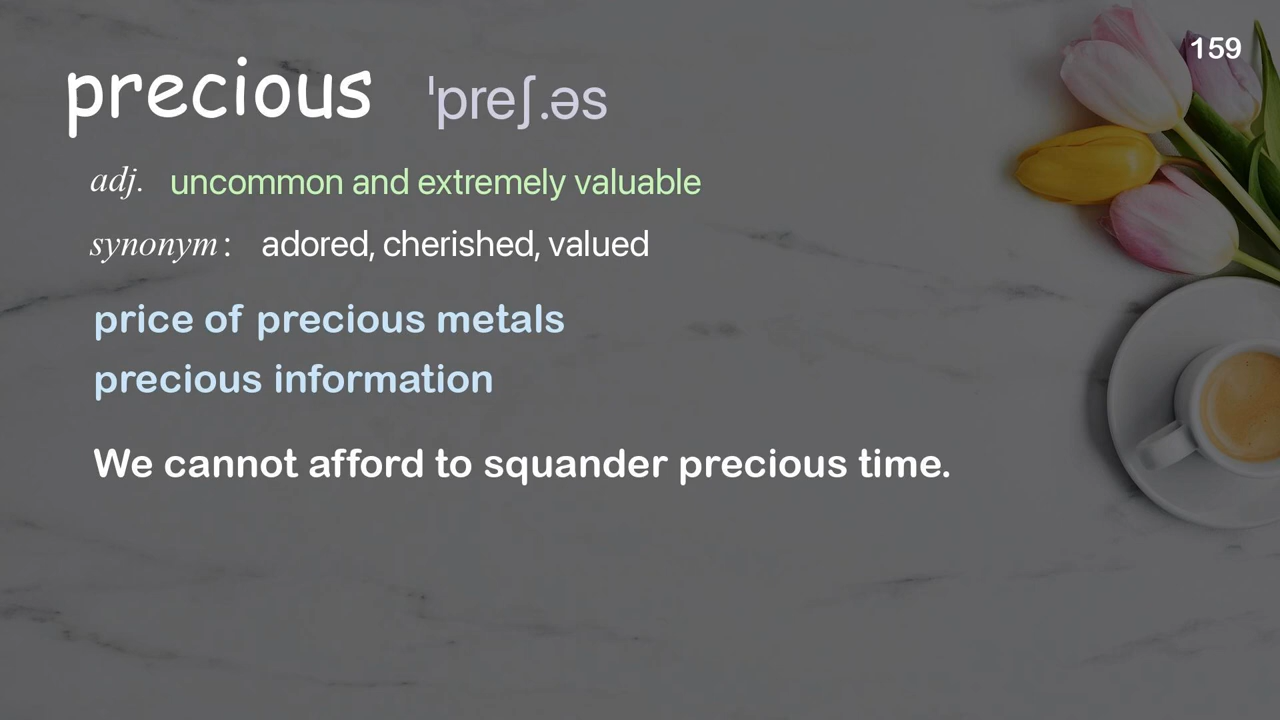 159
precious ˈpreʃ.əs
adj. uncommon and extremely valuable
synonym: adored, cherished, valued
price of precious metals
precious information
We cannot afford to squander precious time.